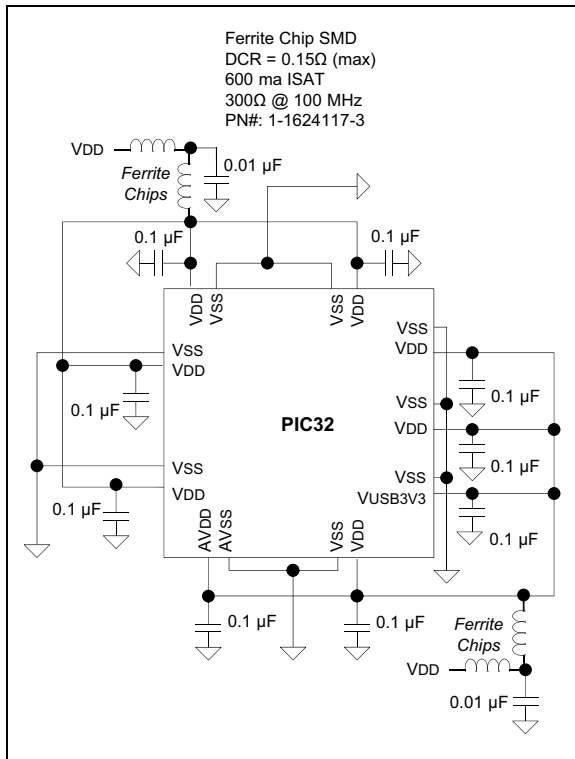 Ferrite Chip SMD
DCR = 0.15Ω (max)
600 ma ISAT
300Ω @ 100 MHz
PN#: 1-1624117-3
VDD
0.01 µF
Ferrite
Chips
0.1 µF
0.1 µF
VDD
VSS
VSS
VDD
VSS
VDD
VSS
VDD
0.1 µF
0.1 µF
VSS
PIC32
VDD
0.1 µF
VSS
VSS
VDD
VUSB3V3
0.1 µF
0.1 µF
AVDD
AVSS
VSS
VDD
0.1 µF
0.1 µF
Ferrite
Chips
VDD
0.01 µF